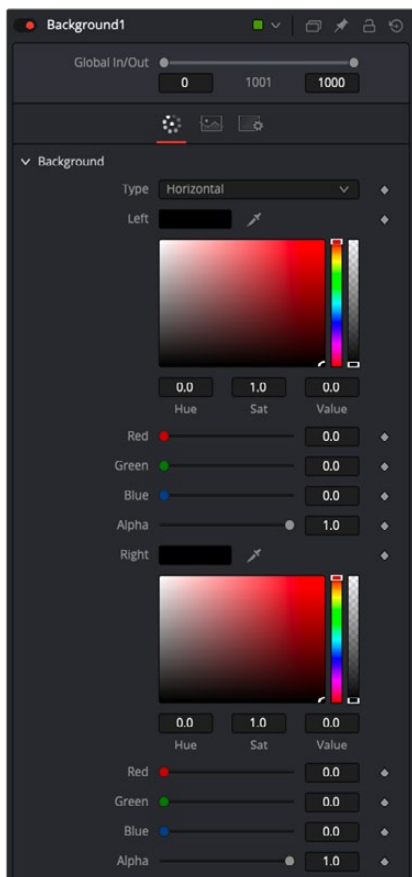 Background1
Global In/Out
0 1001 1000
Background
Type Horizontal
Left
0.0 1.0 0.0
Hue Sat Value
Red 0.0
Green 0.0
Blue 0.0
Alpha 1.0
Right
0.0 1.0 0.0
Hue Sat Value
Red 0.0
Green 0.0
Blue 0.0
Alpha 1.0